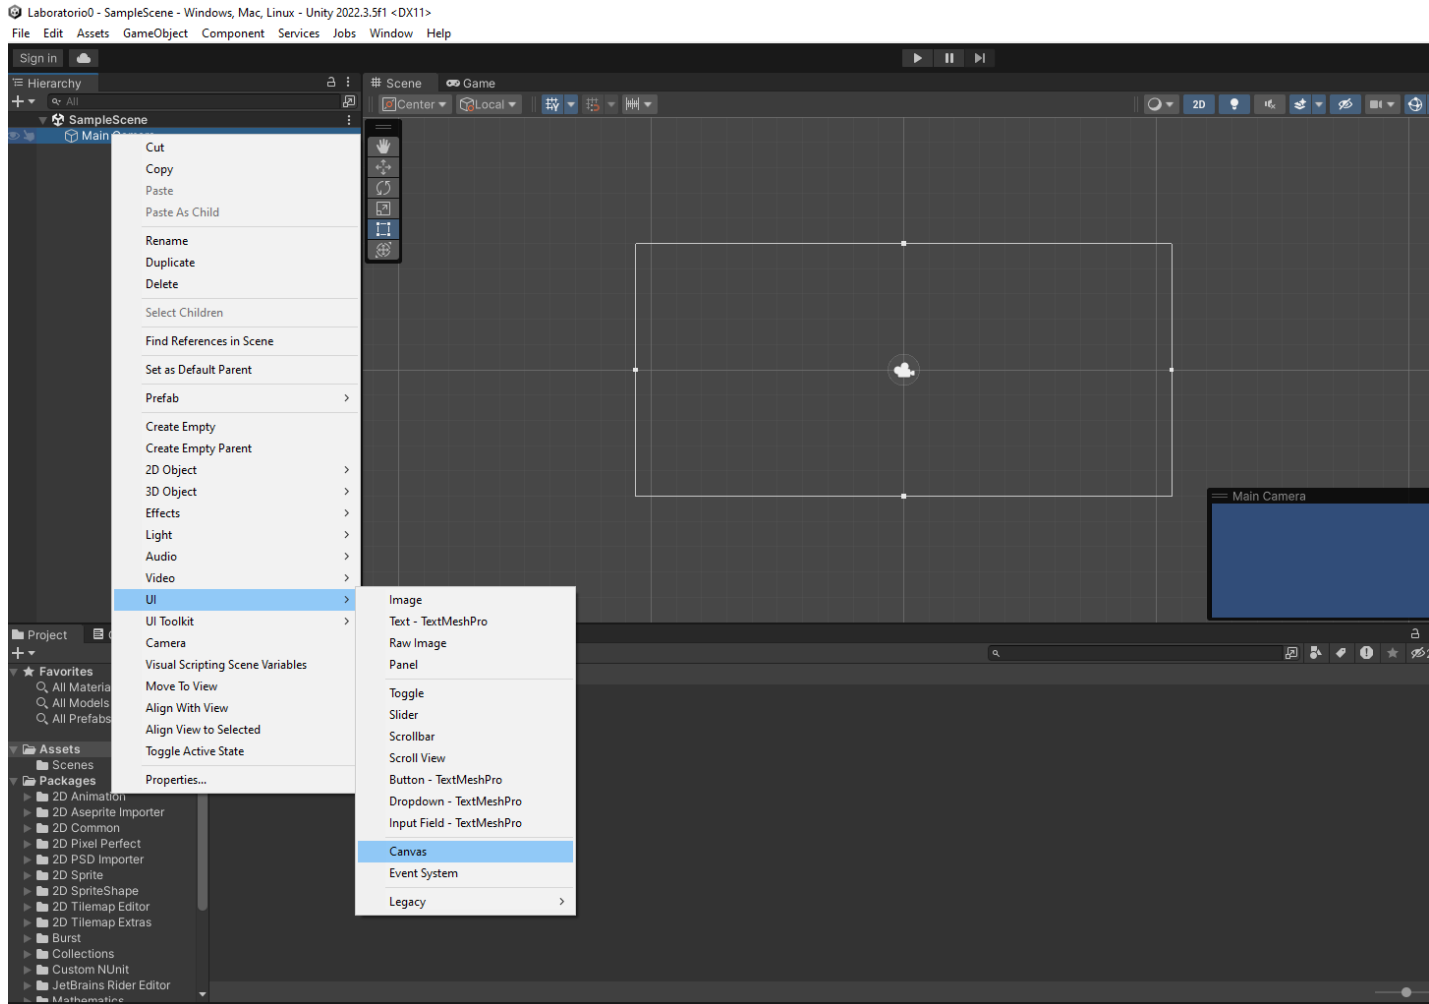 Laboratorio0 - SampleScene - Windows, Mac, Linux - Unity 2022.3.5f1 <DX11>
File Edit Assets GameObject Component Services Jobs Window Help
Sign in
Hierarchy
All
SampleScene
Main Camera
Cut
Copy
Paste
Paste As Child
Rename
Duplicate
Delete
Select Children
Find References in Scene
Set as Default Parent
Prefab
Create Empty
Create Empty Parent
2D Object
3D Object
Effects
Light
Audio
Video
UI
UI Toolkit
Camera
Visual Scripting Scene Variables
Move To View
Align With View
Align View to Selected
Toggle Active State
Properties...
Image
Text - TextMeshPro
Raw Image
Panel
Toggle
Slider
Scrollbar
Scroll View
Button - TextMeshPro
Dropdown - TextMeshPro
Input Field - TextMeshPro
Canvas
Event System
Legacy
Scene Game
Center Local 2D
Main Camera
Project
Favorites
All Materia
All Models
All Prefabs
Assets
Scenes
Packages
2D Animation
2D Aseprite Importer
2D Common
2D Pixel Perfect
2D PSD Importer
2D Sprite
2D SpriteShape
2D Tilemap Editor
2D Tilemap Extras
Burst
Collections
Custom NUnit
JetBrains Rider Editor
Mathematics